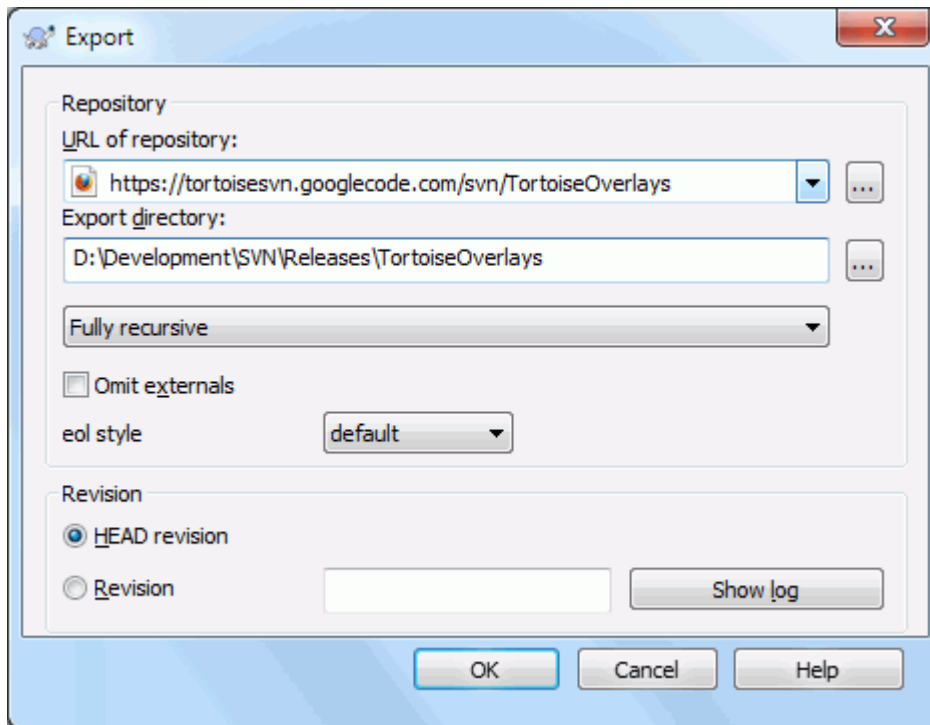 Export
Repository
URL of repository:
https://tortoisesvn.googlecode.com/svn/TortoiseOverlays
...
Export directory:
D:\Development\SVN\Releases\TortoiseOverlays
...
Fully recursive
Omit externals
eol style default
Revision
HEAD revision
Revision Show log
OK Cancel Help